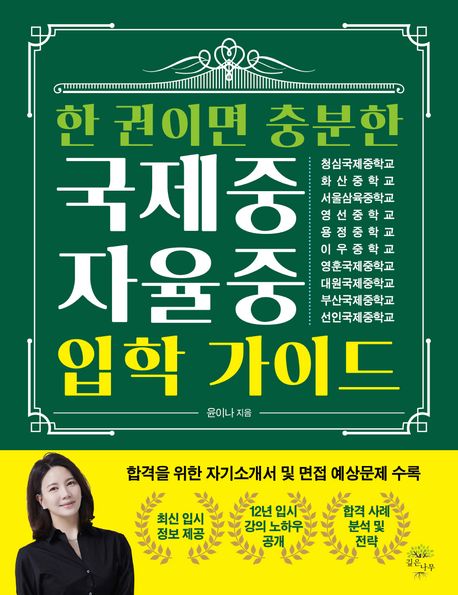 한 권이면 충분한
국제중
자율중
입학 가이드
청심국제중학교
화산중학교
서울삼육중학교
영선중학교
용정중학교
이우중학교
영훈국제중학교
대원국제중학교
부산국제중학교
선인국제중학교
윤이나 지음
합격을 위한 자기소개서 및 면접 예상문제 수록
최신 입시
정보 제공
12년 입시
강의 노하우
공개
합격 사례
분석 및
전략
깊은나무